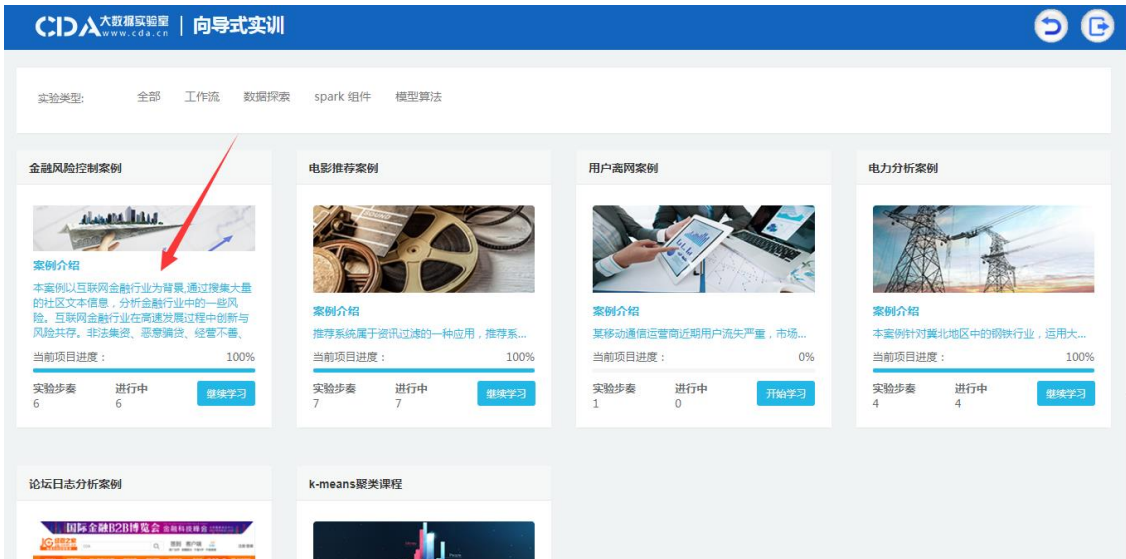 CDA 大数据实验室 www.cda.cn | 向导式实训
实验类型: 全部 工作流 数据探索 spark 组件 模型算法
金融风险控制案例
案例介绍
本案例以互联网金融行业为背景,通过搜集大量
的社区文本信息，分析金融行业中的一些风
险。互联网金融行业在高速发展过程中创新与
风险共存。非法集资、恶意骗贷、经营不善、
当前项目进度： 100%
实验步奏 进行中
6 6 继续学习
电影推荐案例
SOUND
案例介绍
推荐系统属于资讯过滤的一种应用，推荐系...
当前项目进度： 100%
实验步奏 进行中
7 7 继续学习
用户离网案例
案例介绍
某移动通信运营商近期用户流失严重，市场...
当前项目进度： 0%
实验步奏 进行中
1 0 开始学习
电力分析案例
案例介绍
本案例针对冀北地区中的钢铁行业，运用大...
当前项目进度： 100%
实验步奏 进行中
4 4 继续学习
论坛日志分析案例
国际金融B2B博览会 金融科技峰会
k-means聚类课程